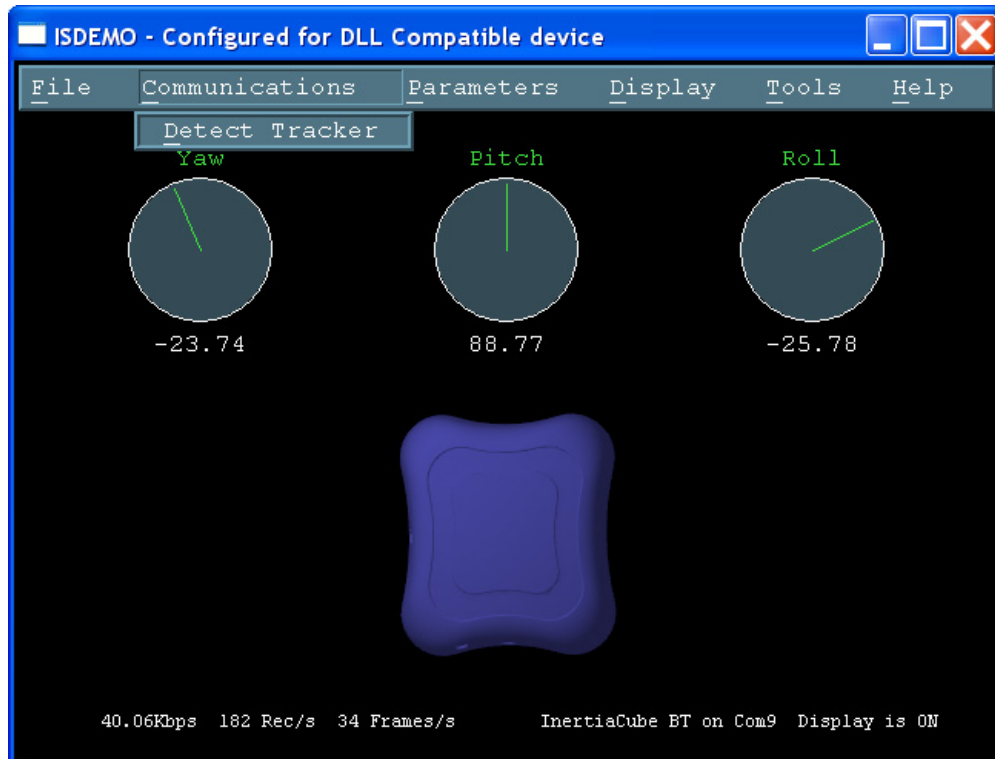 ISDEMO - Configured for DLL Compatible device
File Communications Parameters Display Tools Help
Detect Tracker
Yaw Pitch Roll
-23.74 88.77 -25.78
40.06Kbps 182 Rec/s 34 Frames/s InertiaCube BT on Com9 Display is ON